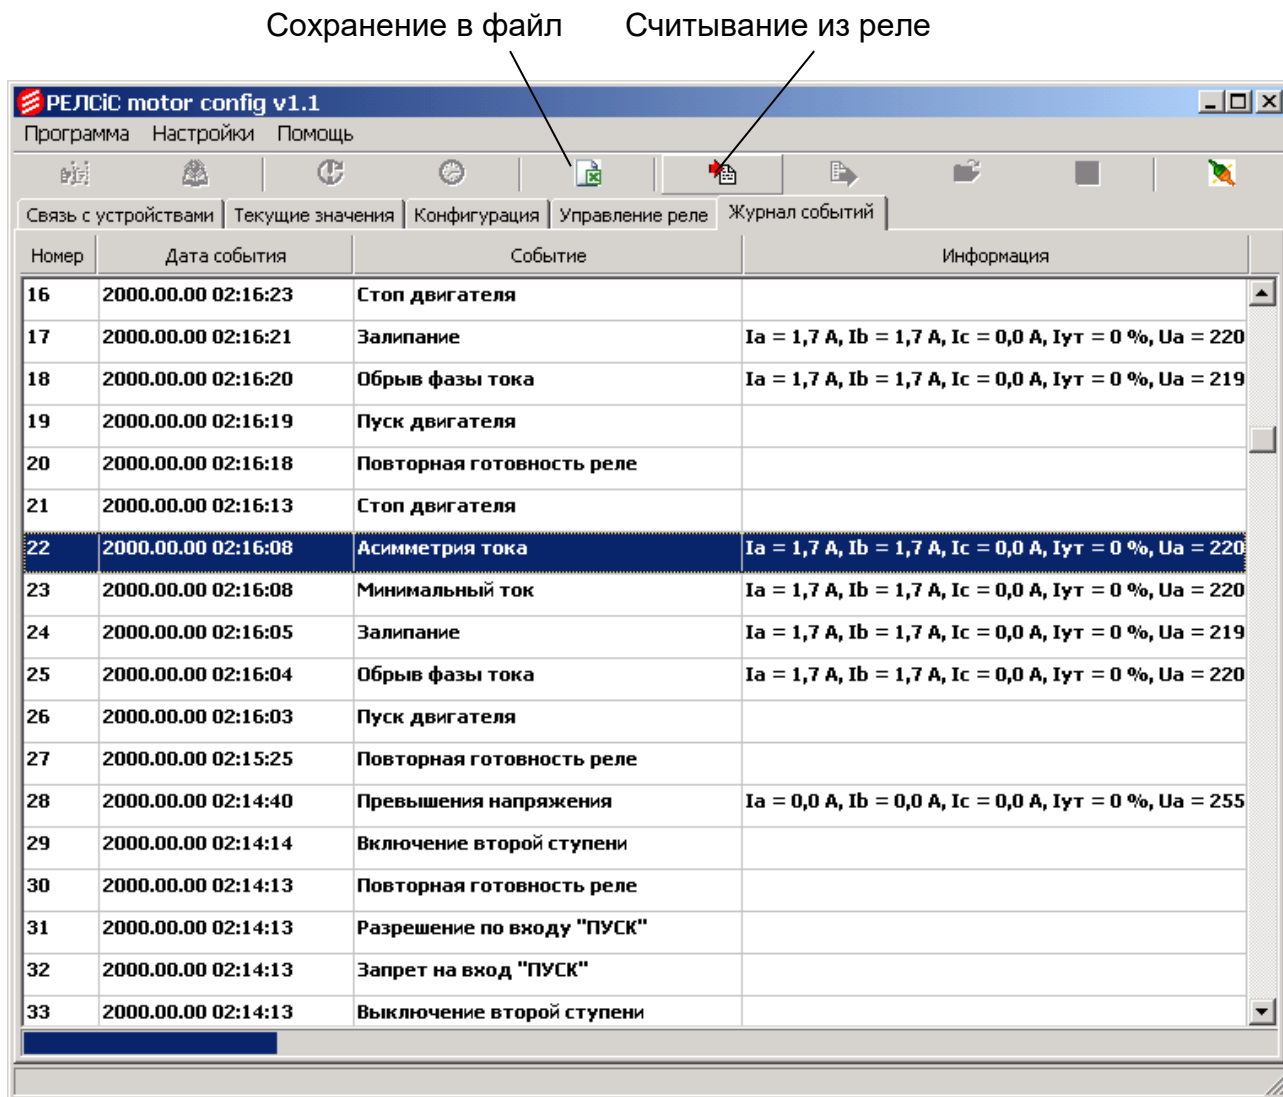 Сохранение в файл Считывание из реле
РЕЛСіС motor config v1.1
Программа Настройки Помощь
Связь с устройствами Текущие значения Конфигурация Управление реле Журнал событий
Номер Дата события Событие Информация
16 2000.00.00 02:16:23 Стоп двигателя
17 2000.00.00 02:16:21 Залипание Ia = 1,7 A, Ib = 1,7 A, Ic = 0,0 A, Iут = 0 %, Ua = 220
18 2000.00.00 02:16:20 Обрыв фазы тока Ia = 1,7 A, Ib = 1,7 A, Ic = 0,0 A, Iут = 0 %, Ua = 219
19 2000.00.00 02:16:19 Пуск двигателя
20 2000.00.00 02:16:18 Повторная готовность реле
21 2000.00.00 02:16:13 Стоп двигателя
22 2000.00.00 02:16:08 Асимметрия тока Ia = 1,7 A, Ib = 1,7 A, Ic = 0,0 A, Iут = 0 %, Ua = 220
23 2000.00.00 02:16:08 Минимальный ток Ia = 1,7 A, Ib = 1,7 A, Ic = 0,0 A, Iут = 0 %, Ua = 220
24 2000.00.00 02:16:05 Залипание Ia = 1,7 A, Ib = 1,7 A, Ic = 0,0 A, Iут = 0 %, Ua = 219
25 2000.00.00 02:16:04 Обрыв фазы тока Ia = 1,7 A, Ib = 1,7 A, Ic = 0,0 A, Iут = 0 %, Ua = 220
26 2000.00.00 02:16:03 Пуск двигателя
27 2000.00.00 02:15:25 Повторная готовность реле
28 2000.00.00 02:14:40 Превышения напряжения Ia = 0,0 A, Ib = 0,0 A, Ic = 0,0 A, Iут = 0 %, Ua = 255
29 2000.00.00 02:14:14 Включение второй ступени
30 2000.00.00 02:14:13 Повторная готовность реле
31 2000.00.00 02:14:13 Разрешение по входу "ПУСК"
32 2000.00.00 02:14:13 Запрет на вход "ПУСК"
33 2000.00.00 02:14:13 Выключение второй ступени